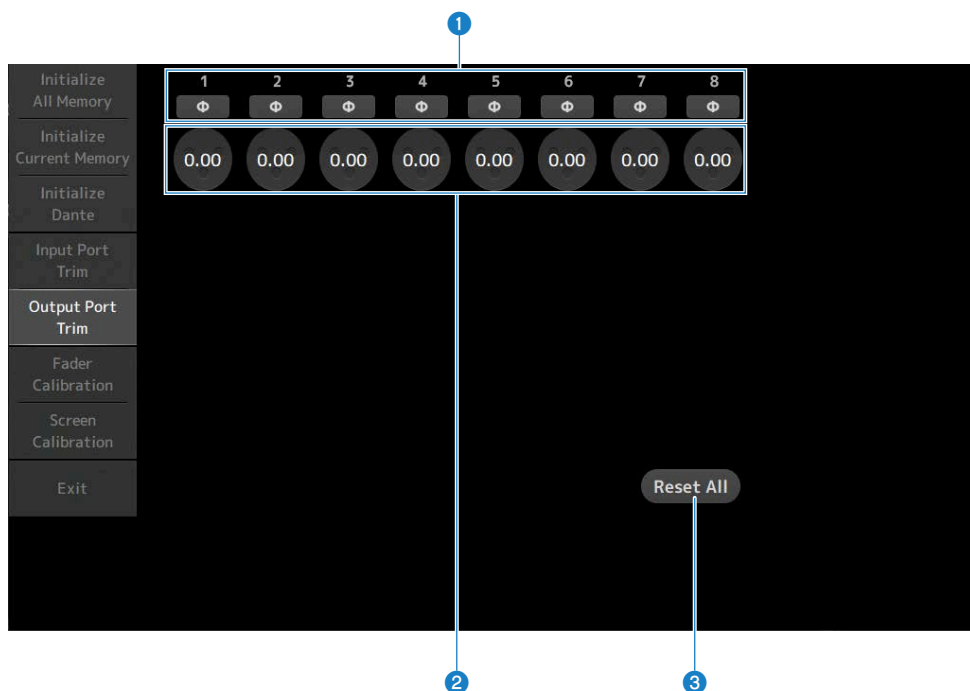 1
Initialize
All Memory
Initialize
Current Memory
Initialize
Dante
Input Port
Trim
Output Port
Trim
Fader
Calibration
Screen
Calibration
Exit
1 2 3 4 5 6 7 8
Φ Φ Φ Φ Φ Φ Φ Φ
0.00 0.00 0.00 0.00 0.00 0.00 0.00 0.00
Reset All
2 3